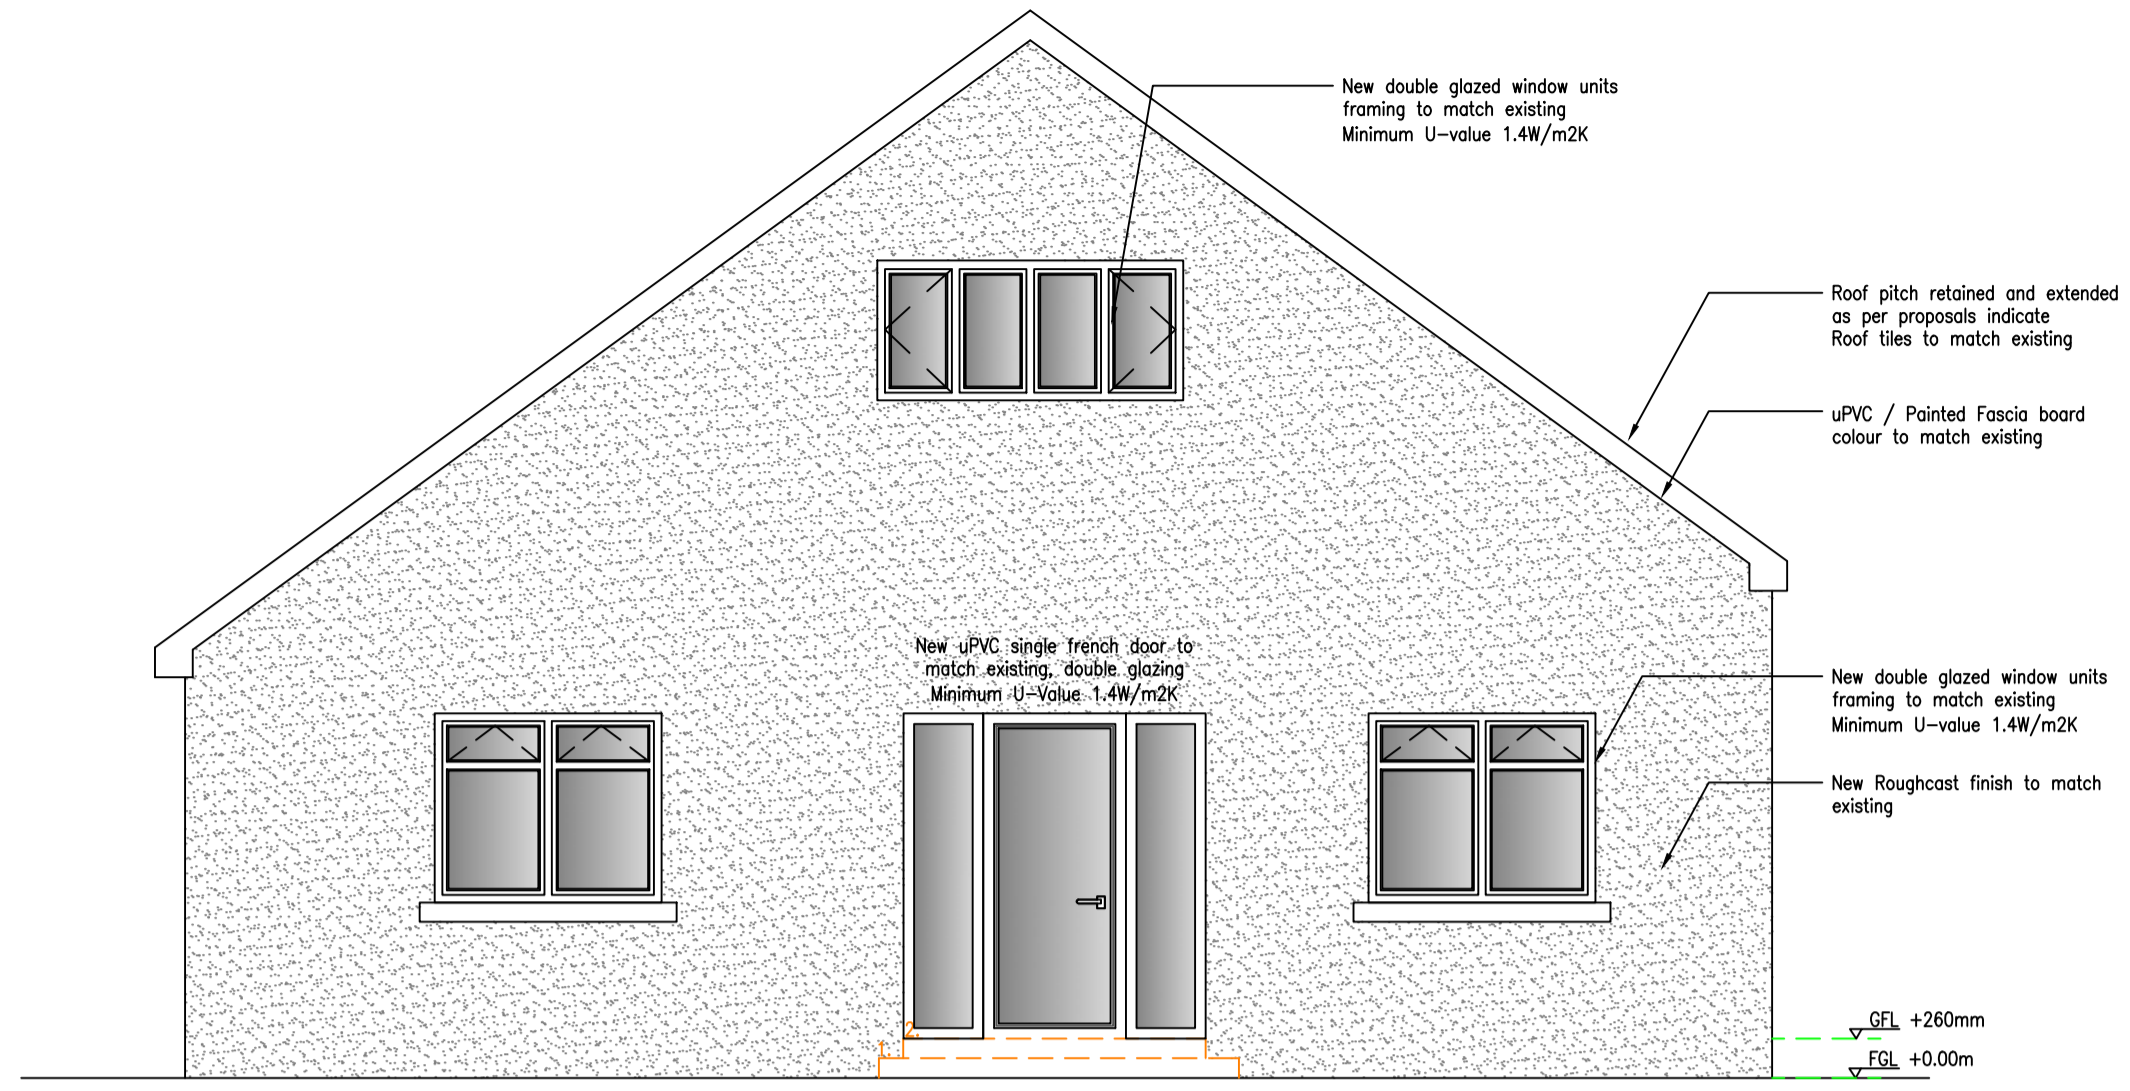 New double glazed window units
framing to match existing
Minimum U-value 1.4W/m2K
Roof pitch retained and extended
as per proposals indicate
Roof tiles to match existing
uPVC / Painted Fascia board
colour to match existing
New uPVC single french door to
match existing, double glazing
Minimum U-Value 1.4W/m2K
New double glazed window units
framing to match existing
Minimum U-value 1.4W/m2K
New Roughcast finish to match
existing
2.
1.
GFL +260mm
FGL +0.00m